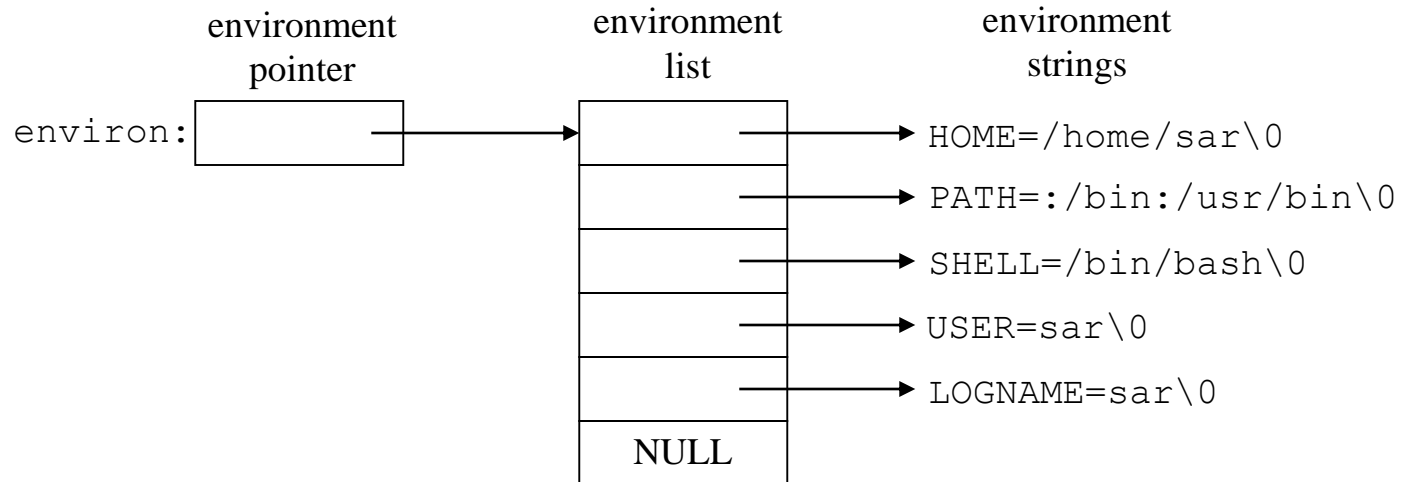 environment
pointer
environment
list
environment
strings
environ:
HOME=/home/sar\0
PATH=:/bin:/usr/bin\0
SHELL=/bin/bash\0
USER=sar\0
LOGNAME=sar\0
NULL